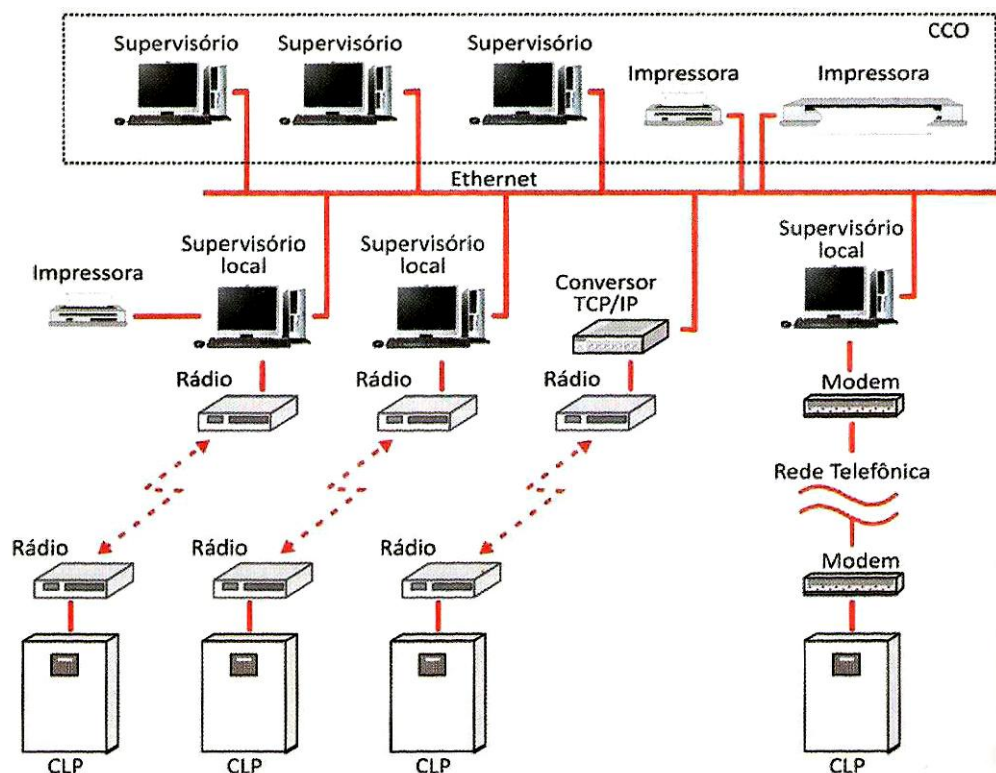 CCO
Supervisório
Supervisório
Supervisório
Impressora
Impressora
Ethernet
Impressora
Supervisório
local
Supervisório
local
Conversor
TCP/IP
Supervisório
local
Rádio
Rádio
Rádio
Modem
Rede Telefônica
Rádio
Rádio
Rádio
Modem
CLP
CLP
CLP
CLP